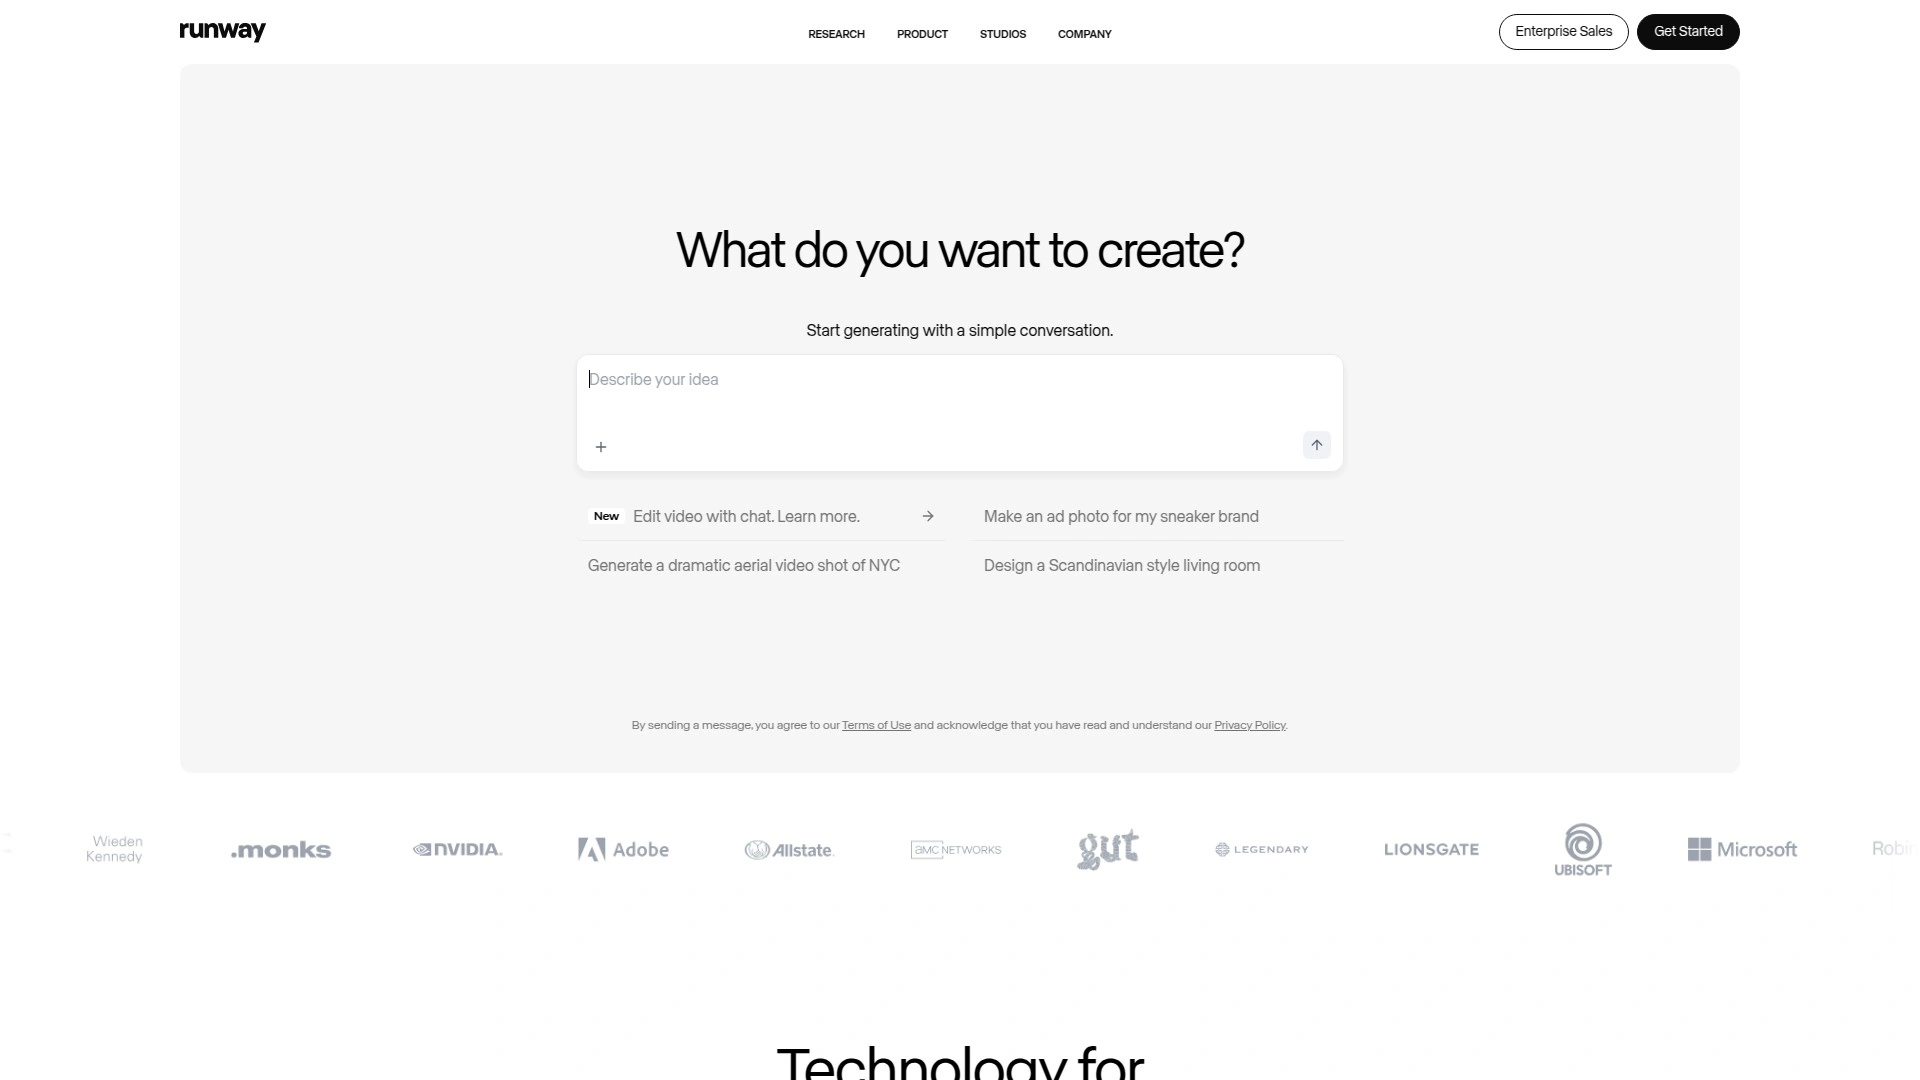 runway
RESEARCH
PRODUCT
STUDIOS
COMPANY
Enterprise Sales
Get Started
What do you want to create?
Start generating with a simple conversation.
Describe your idea
New Edit video with chat. Learn more.
Make an ad photo for my sneaker brand
Generate a dramatic aerial video shot of NYC
Design a Scandinavian style living room
By sending a message, you agree to our Terms of Use and acknowledge that you have read and understand our Privacy Policy.
Wieden
Kennedy
.monks
NVIDIA.
Adobe
Allstate.
amc NETWORKS
gut
LEGENDARY
LIONSGATE
UBISOFT
Microsoft
Robin
Technology for